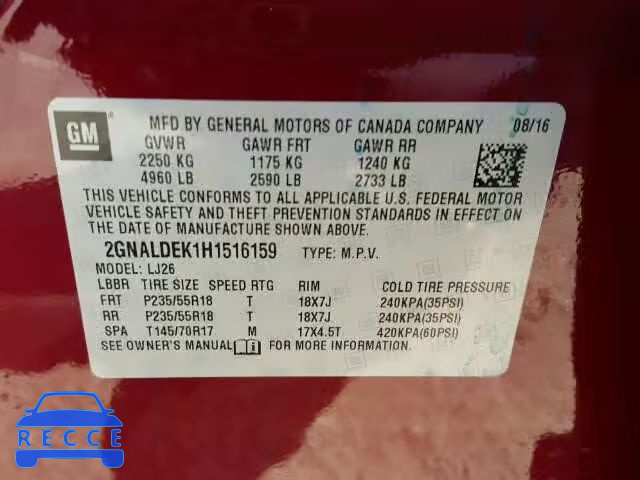 GM
MFD BY GENERAL MOTORS OF CANADA COMPANY 08/16
GVWR GAWR FRT GAWR RR
2250 KG 1175 KG 1240 KG
4960 LB 2590 LB 2733 LB
THIS VEHICLE CONFORMS TO ALL APPLICABLE U.S. FEDERAL MOTOR
VEHICLE SAFETY AND THEFT PREVENTION STANDARDS IN EFFECT ON
THE DATE OF MANUFACTURE SHOWN ABOVE.
2GNALDEK1H1516159 TYPE: M.P.V.
MODEL: LJ26
LBBR TIRE SIZE SPEED RTG RIM COLD TIRE PRESSURE
FRT P235/55R18 T 18X7J 240KPA(35PSI)
RR P235/55R18 T 18X7J 240KPA(35PSI)
SPA T145/70R17 M 17X4.5T 420KPA(60PSI)
SEE OWNER'S MANUAL FOR MORE INFORMATION.
RECCE